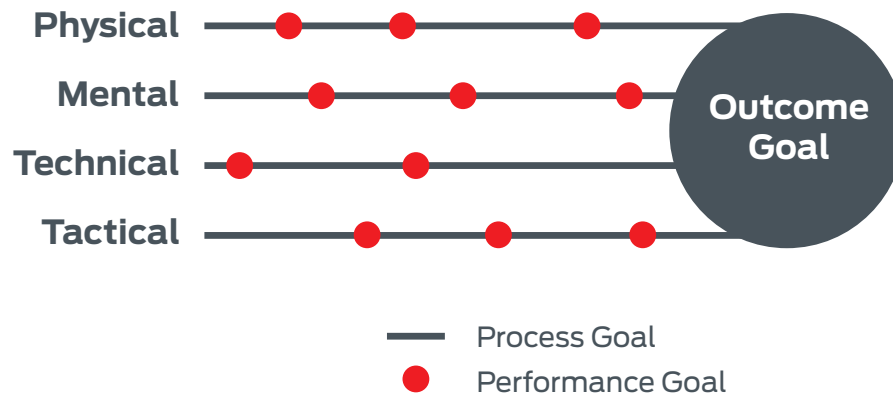 Physical
Mental
Technical
Tactical
Outcome
Goal
Process Goal
Performance Goal